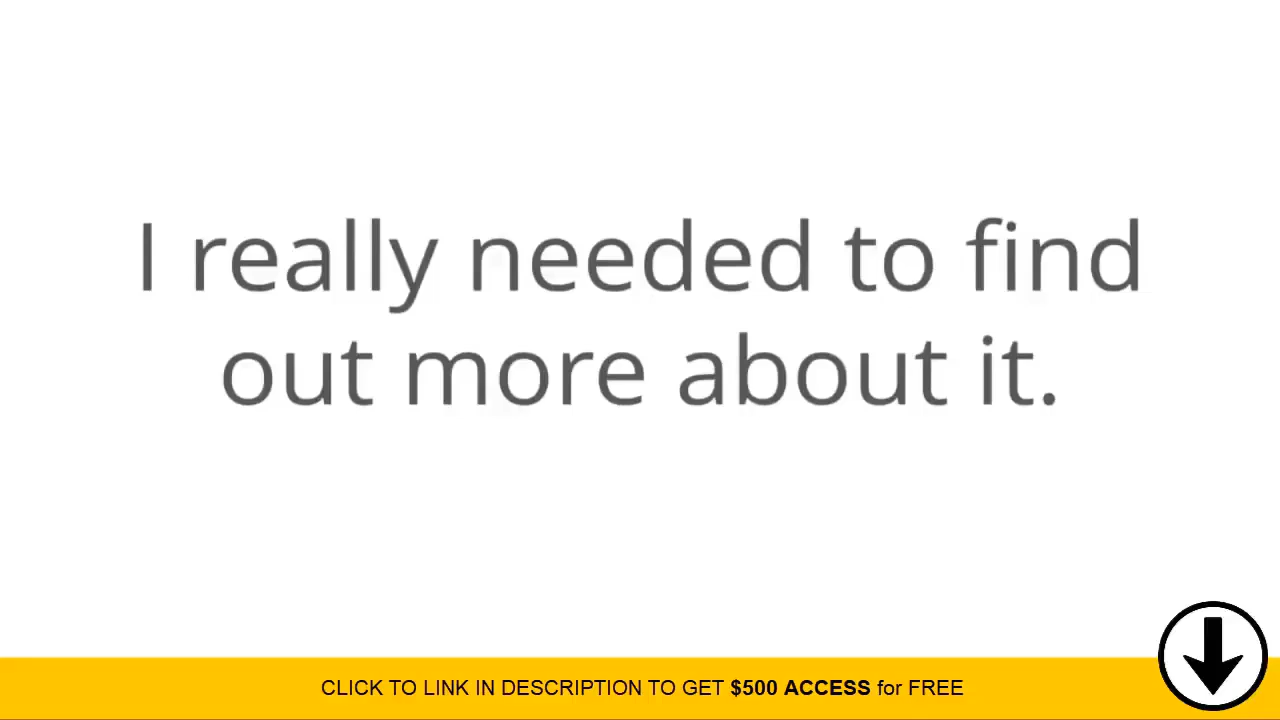 I really needed to find
out more about it.
CLICK TO LINK IN DESCRIPTION TO GET $500 ACCESS for FREE